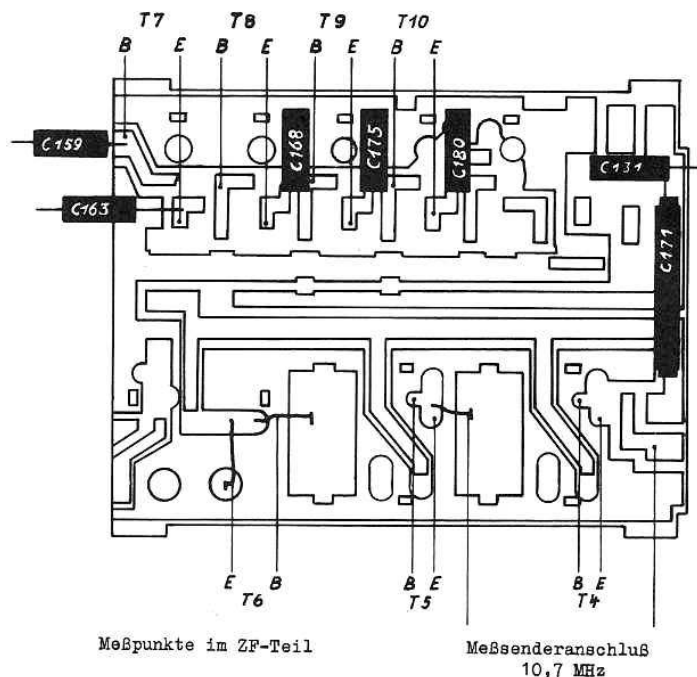 T7 T8 T9 T10
B E B E B E B E
C159
C168
C175
C180
C131
C163
C171
E B B E B E
T6 T5 T4
Meßpunkte im ZF-Teil
Meßsenderanschluß
10,7 MHz